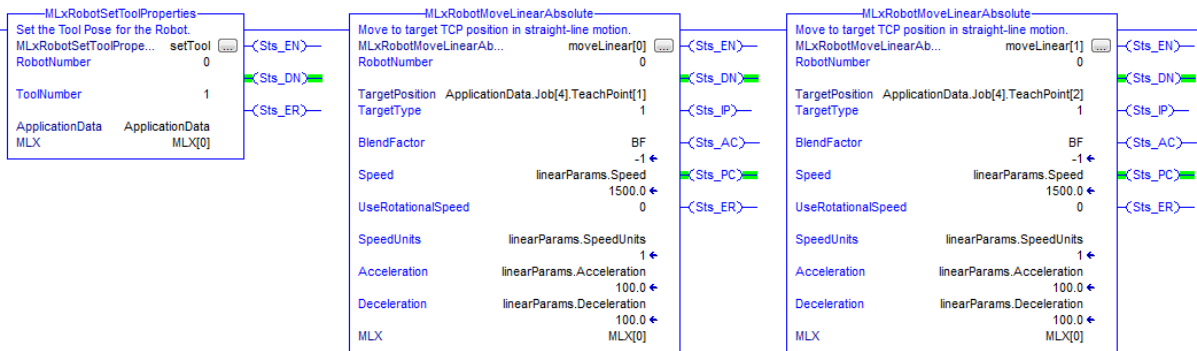 MLxRobotSetToolProperties
Set the Tool Pose for the Robot.
MLxRobotSetToolPrope... setTool ...
RobotNumber 0
ToolNumber 1
ApplicationData ApplicationData
MLX MLX[0]
(Sts_EN)
(Sts_DN)
(Sts_ER)
MLxRobotMoveLinearAbsolute
Move to target TCP position in straight-line motion.
MLxRobotMoveLinearAb... moveLinear[0] ...
RobotNumber 0
TargetPosition ApplicationData.Job[4].TeachPoint[1]
TargetType 1
BlendFactor BF
-1
Speed linearParams.Speed
1500.0
UseRotationalSpeed 0
SpeedUnits linearParams.SpeedUnits
1
Acceleration linearParams.Acceleration
100.0
Deceleration linearParams.Deceleration
100.0
MLX MLX[0]
(Sts_EN)
(Sts_DN)
(Sts_IP)
(Sts_AC)
(Sts_PC)
(Sts_ER)
MLxRobotMoveLinearAbsolute
Move to target TCP position in straight-line motion.
MLxRobotMoveLinearAb... moveLinear[1] ...
RobotNumber 0
TargetPosition ApplicationData.Job[4].TeachPoint[2]
TargetType 1
BlendFactor BF
-1
Speed linearParams.Speed
1500.0
UseRotationalSpeed 0
SpeedUnits linearParams.SpeedUnits
1
Acceleration linearParams.Acceleration
100.0
Deceleration linearParams.Deceleration
100.0
MLX MLX[0]
(Sts_EN)
(Sts_DN)
(Sts_IP)
(Sts_AC)
(Sts_PC)
(Sts_ER)